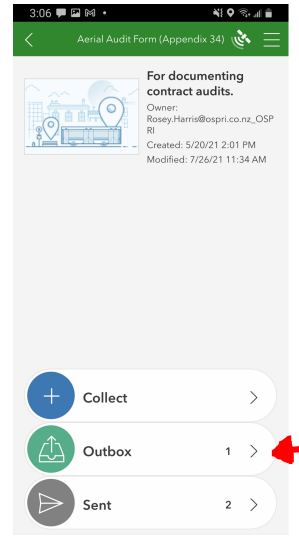 3:06
Aerial Audit Form (Appendix 34)
For documenting
contract audits.
Owner:
Rosey.Harris@ospri.co.nz_OSP
RI
Created: 5/20/21 2:01 PM
Modified: 7/26/21 11:34 AM
Collect
Outbox 1
Sent 2